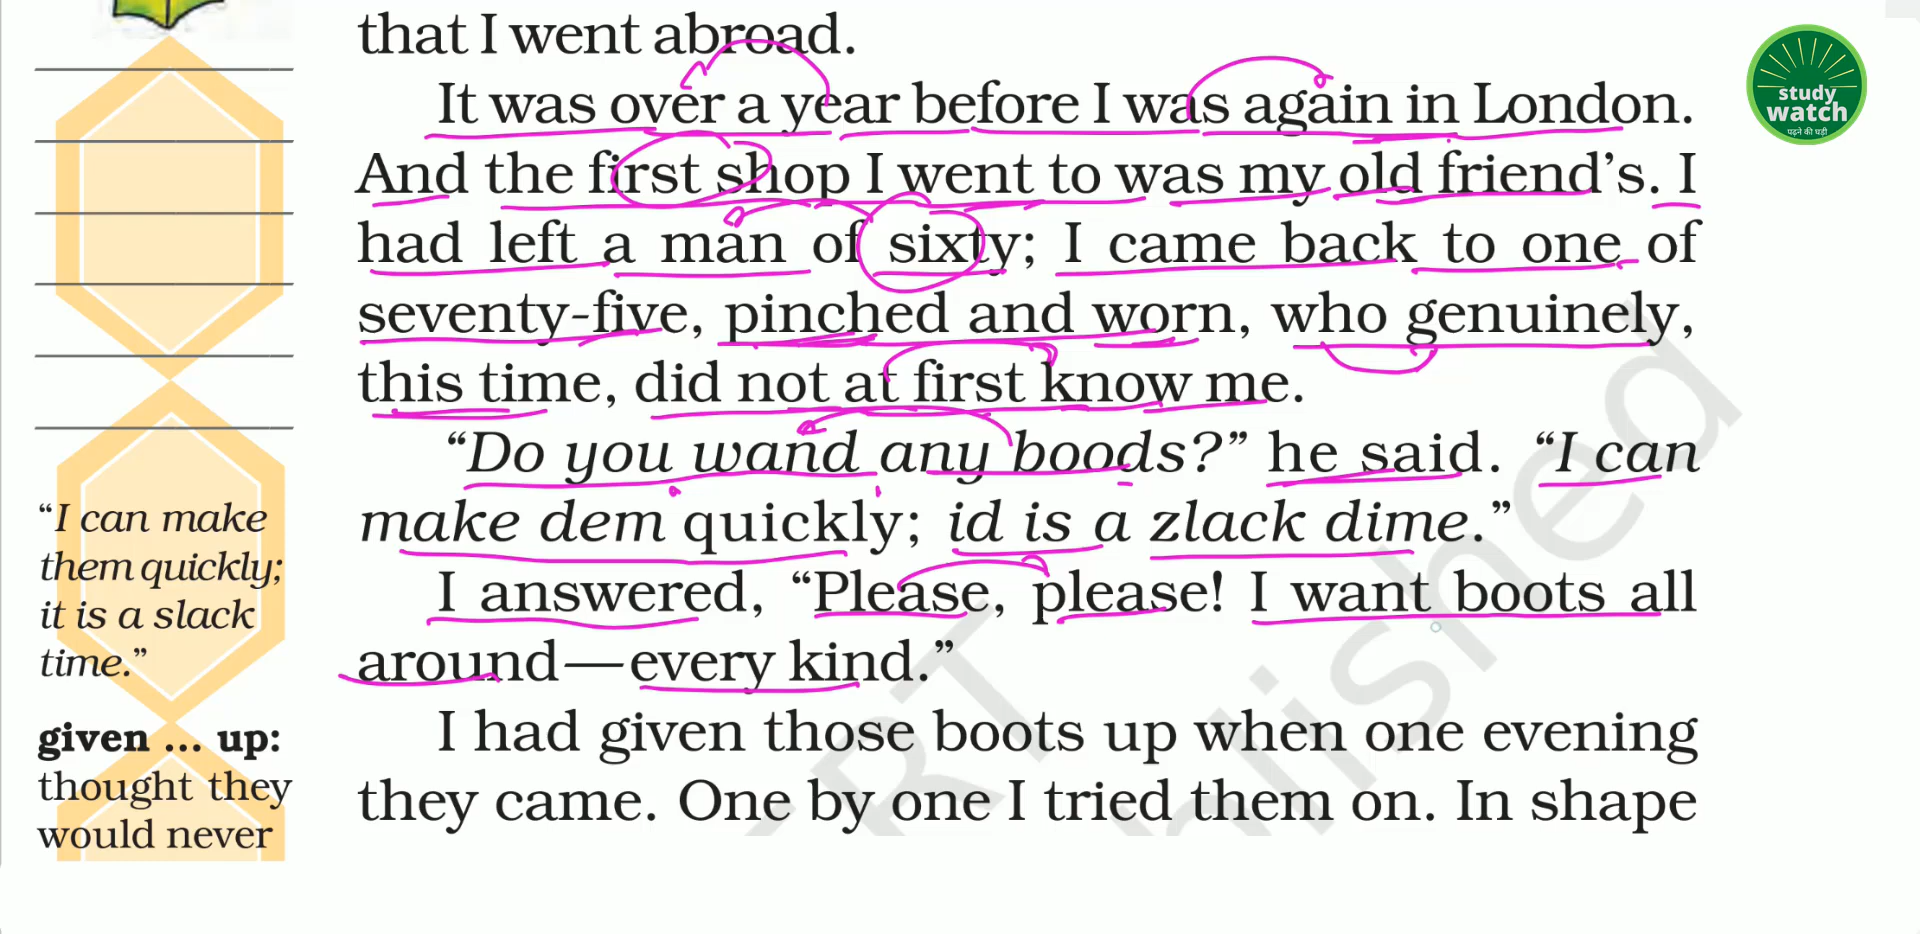 that I went abroad.
It was over a year before I was again in London.
And the first shop I went to was my old friend’s. I
had left a man of sixty; I came back to one of
seventy-five, pinched and worn, who genuinely,
this time, did not at first know me.
“Do you wand any boods?” he said. “I can
make dem quickly; id is a zlack dime.”
I answered, “Please, please! I want boots all
around—every kind.”
I had given those boots up when one evening
they came. One by one I tried them on. In shape
“I can make
them quickly;
it is a slack
time.”
given ... up:
thought they
would never
study
watch
पढ़ने की घड़ी